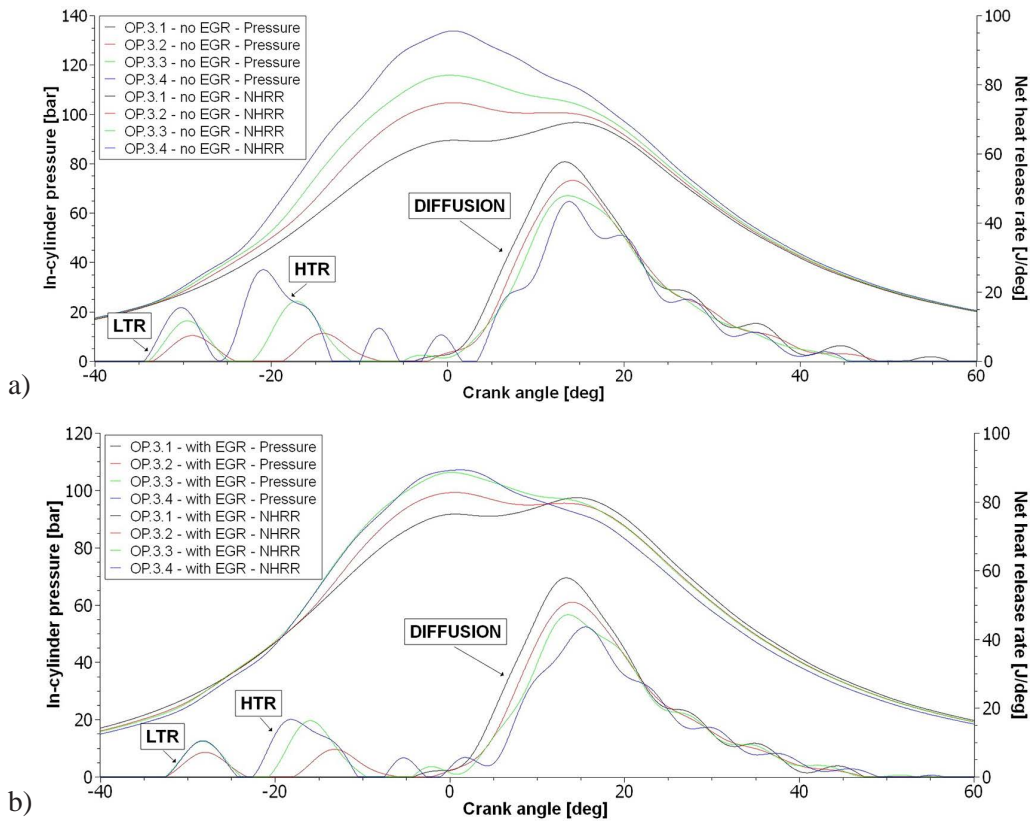 140
120
100
80
60
40
20
0
In-cylinder pressure [bar]
OP.3.1 - no EGR - Pressure
OP.3.2 - no EGR - Pressure
OP.3.3 - no EGR - Pressure
OP.3.4 - no EGR - Pressure
OP.3.1 - no EGR - NHRR
OP.3.2 - no EGR - NHRR
OP.3.3 - no EGR - NHRR
OP.3.4 - no EGR - NHRR
DIFFUSION
HTR
LTR
100
80
60
40
20
0
Net heat release rate [J/deg]
-40
-20
0
20
40
60
Crank angle [deg]
a)
120
100
80
60
40
20
0
In-cylinder pressure [bar]
OP.3.1 - with EGR - Pressure
OP.3.2 - with EGR - Pressure
OP.3.3 - with EGR - Pressure
OP.3.4 - with EGR - Pressure
OP.3.1 - with EGR - NHRR
OP.3.2 - with EGR - NHRR
OP.3.3 - with EGR - NHRR
OP.3.4 - with EGR - NHRR
DIFFUSION
HTR
LTR
100
80
60
40
20
0
Net heat release rate [J/deg]
-40
-20
0
20
40
60
Crank angle [deg]
b)